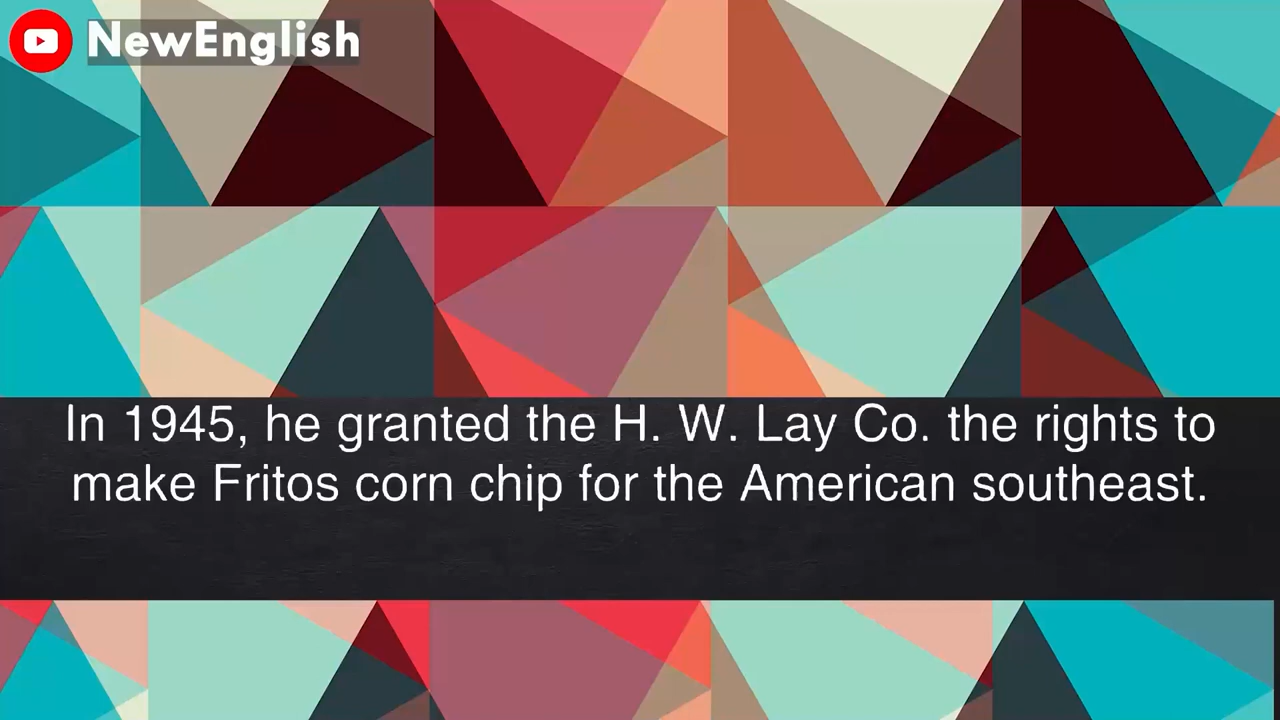 NewEnglish
In 1945, he granted the H. W. Lay Co. the rights to
make Fritos corn chip for the American southeast.